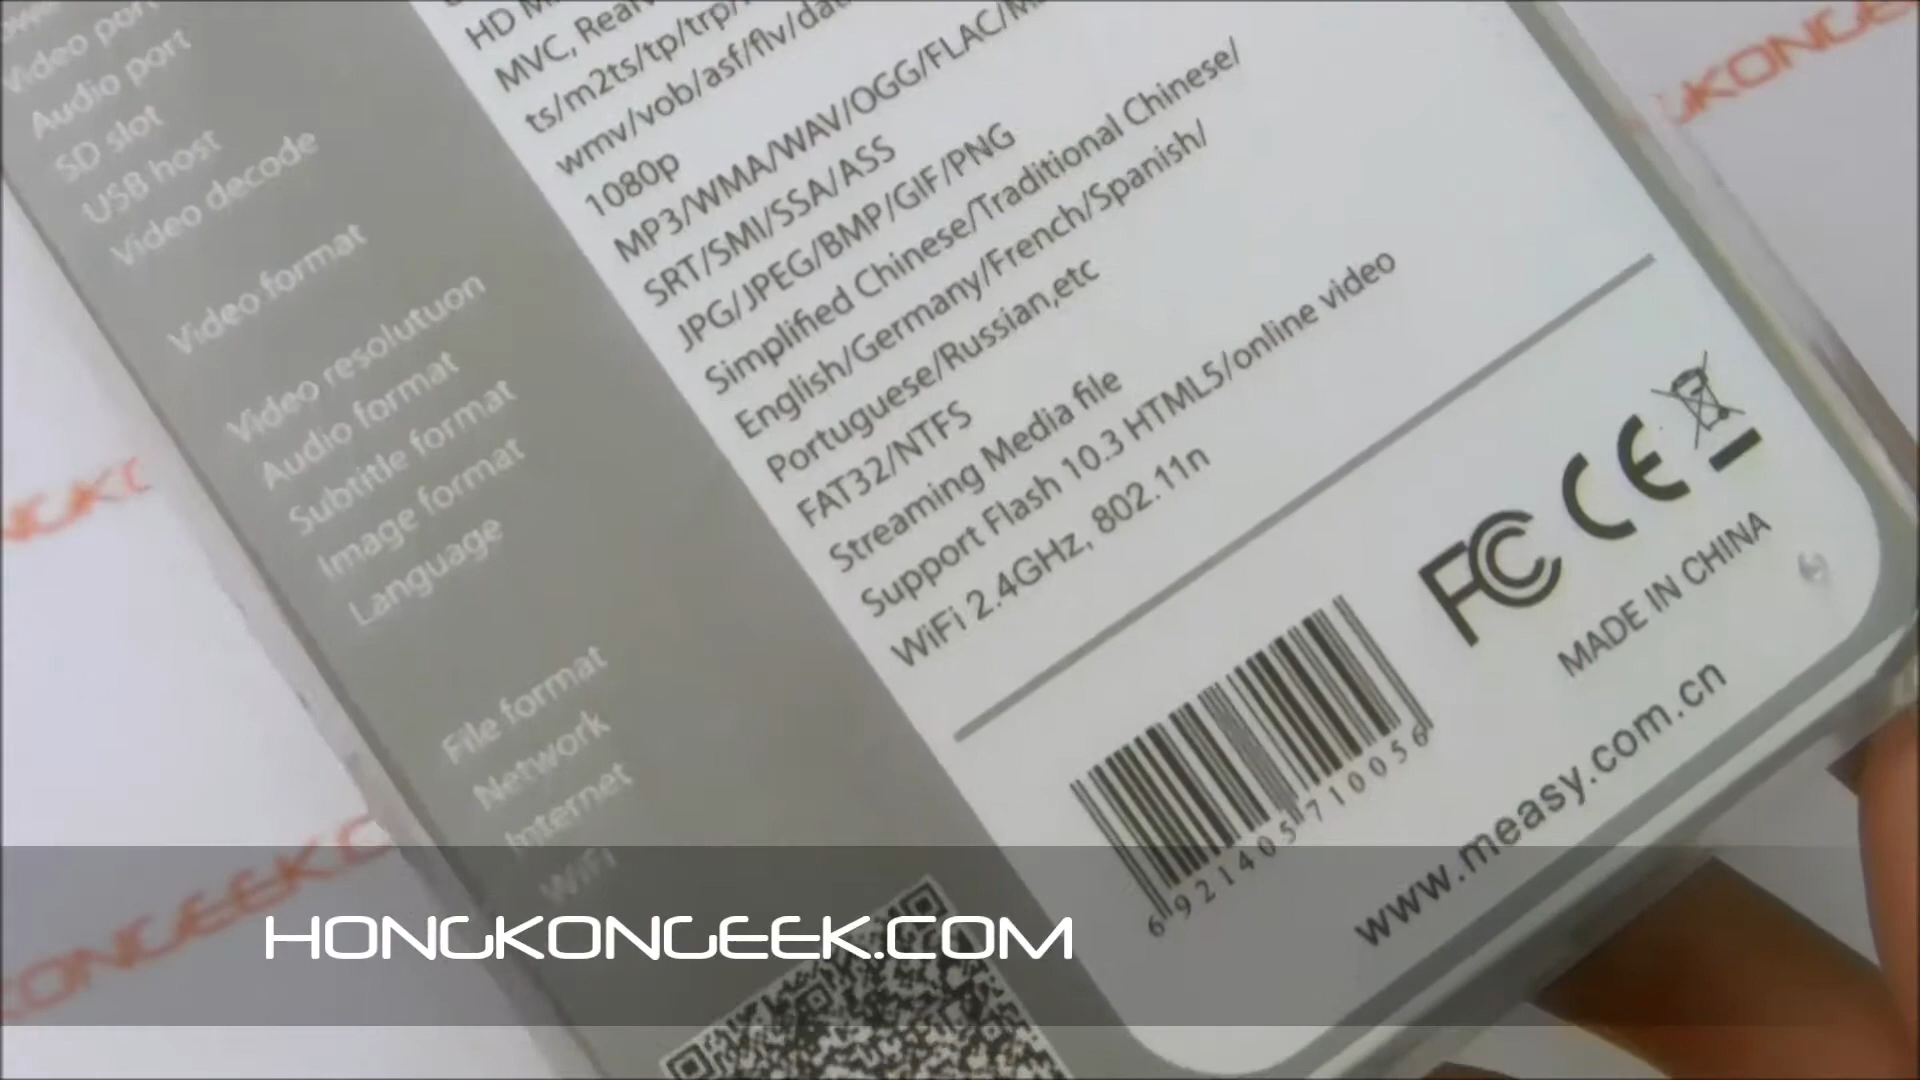 Video port
Audio port
SD slot
USB host
Video decode
Video format
Video resolutuon
Audio format
Subtitle format
Image format
Language
File format
Network
Internet
WiFi
HD
MVC,
ts/m2ts/tp/trp/
wmv/vob/asf/flv/dat
1080p
MP3/WMA/WAV/OGG/FLAC/
SRT/SMI/SSA/ASS
JPG/JPEG/BMP/GIF/PNG
Simplified Chinese/Traditional Chinese/
English/Germany/French/Spanish/
Portuguese/Russian,etc
FAT32/NTFS
Streaming Media file
Support Flash 10.3 HTML5/online video
WiFi 2.4GHz, 802.11n
FC CE
MADE IN CHINA
6921405710056
www.measy.com.cn
HONGKONGEEK.COM